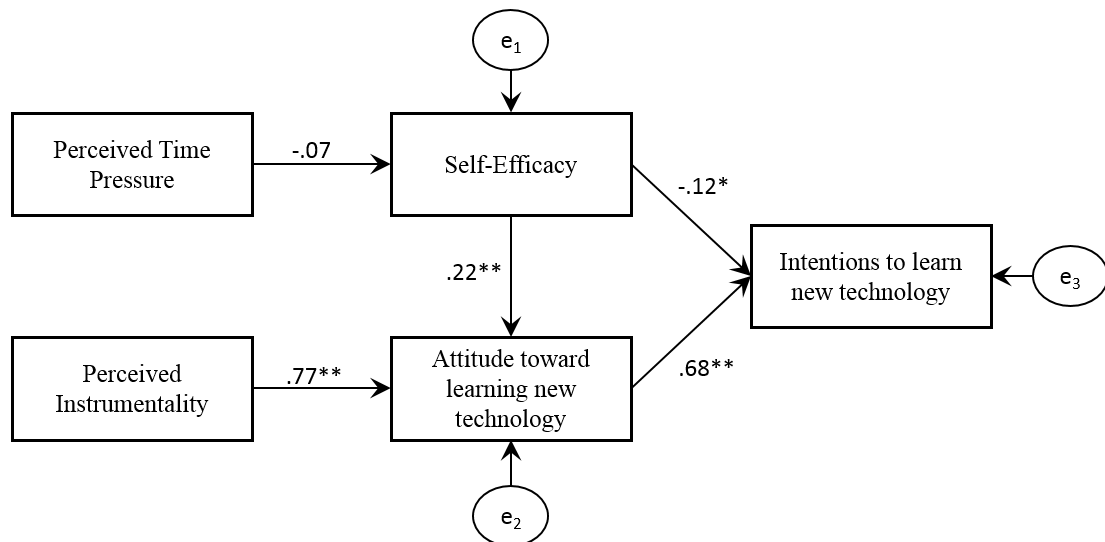 e1
Perceived Time
Pressure
-.07
Self-Efficacy
-.12*
.22**
Intentions to learn
new technology
e3
Perceived
Instrumentality
.77**
Attitude toward
learning new
technology
.68**
e2